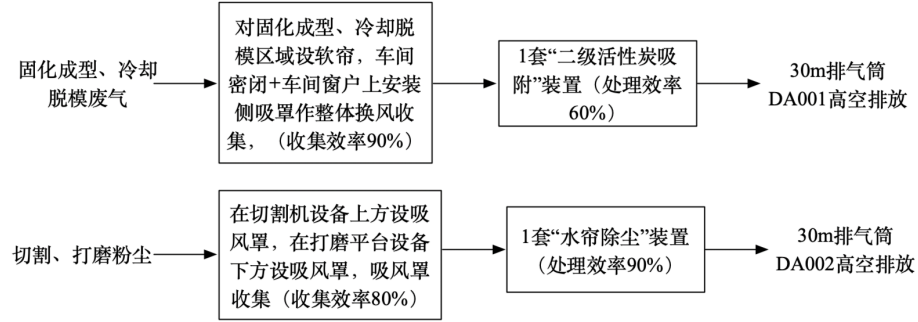 固化成型、冷却
脱模废气
对固化成型、冷却脱
模区域设软帘，车间
密闭+车间窗户上安装
侧吸罩作整体换风收
集，（收集效率90%）
1套“二级活性炭吸
附”装置（处理效率
60%）
30m排气筒
DA001高空排放
切割、打磨粉尘
在切割机设备上方设吸
风罩，在打磨平台设备
下方设吸风罩，吸风罩
收集（收集效率80%）
1套“水帘除尘”装置
（处理效率90%）
30m排气筒
DA002高空排放